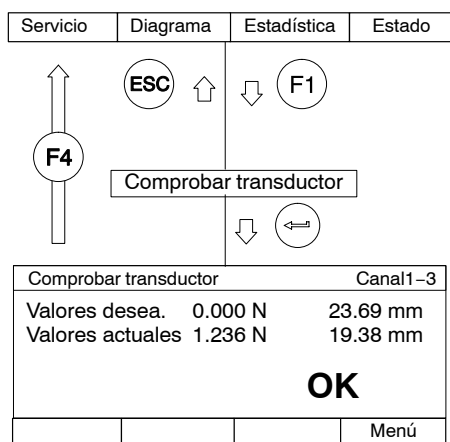 Servicio Diagrama Estadística Estado
ESC F1
F4
Comprobar transductor
Comprobar transductor Canal1−3
Valores desea. 0.000 N 23.69 mm
Valores actuales 1.236 N 19.38 mm
OK
Menú